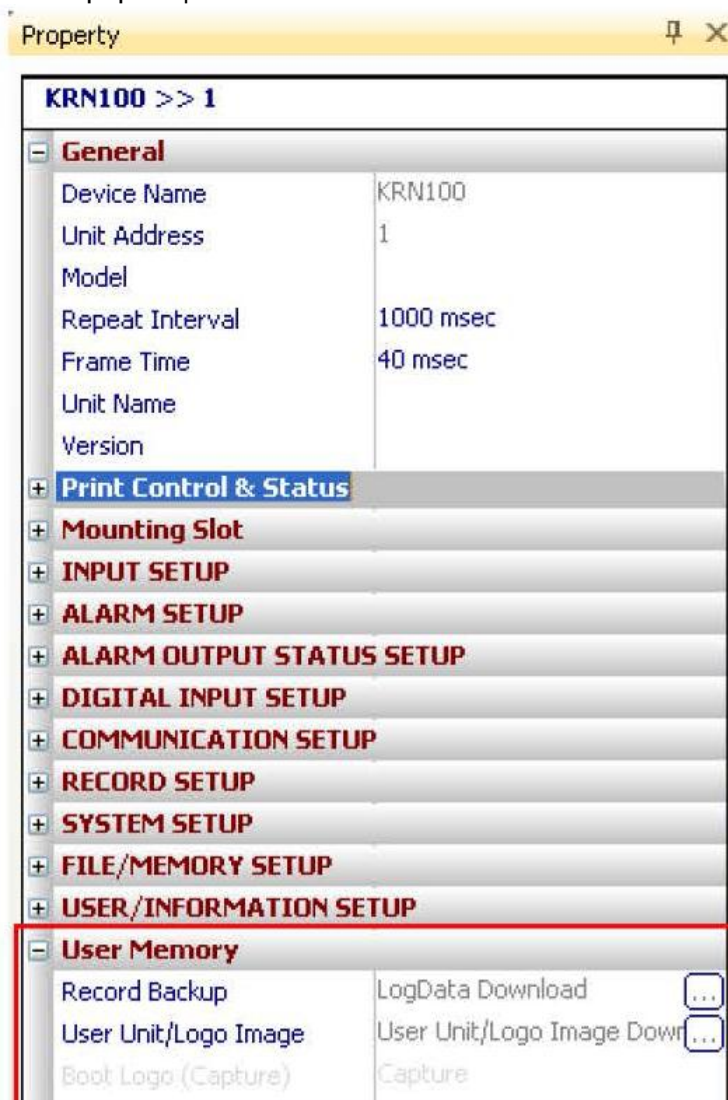 Property
KRN100 >> 1
General
Device Name KRN100
Unit Address 1
Model
Repeat Interval 1000 msec
Frame Time 40 msec
Unit Name
Version
Print Control & Status
Mounting Slot
INPUT SETUP
ALARM SETUP
ALARM OUTPUT STATUS SETUP
DIGITAL INPUT SETUP
COMMUNICATION SETUP
RECORD SETUP
SYSTEM SETUP
FILE/MEMORY SETUP
USER/INFORMATION SETUP
User Memory
Record Backup LogData Download ...
User Unit/Logo Image User Unit/Logo Image Down ...
Boot Logo (Capture) Capture